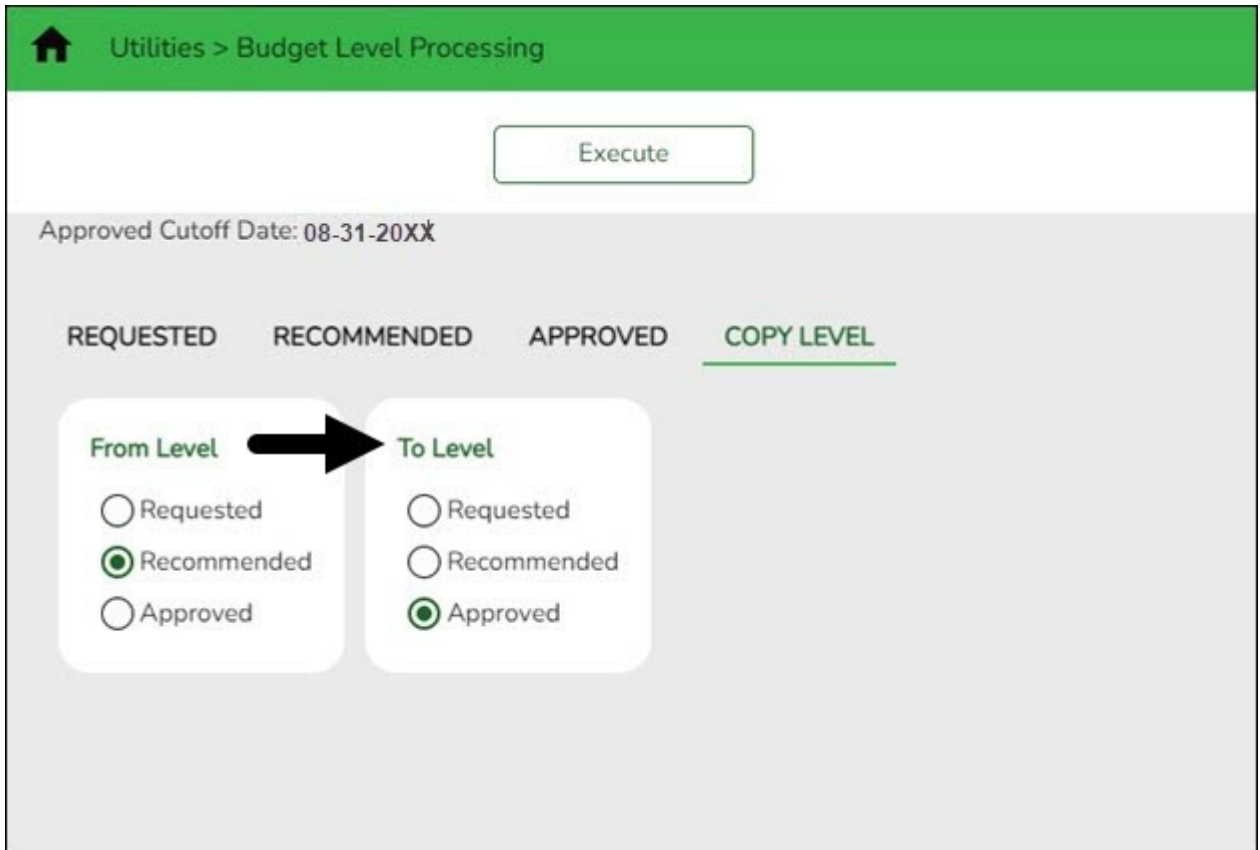 Utilities > Budget Level Processing
Execute
Approved Cutoff Date: 08-31-20XX
REQUESTED RECOMMENDED APPROVED COPY LEVEL
From Level To Level
Requested Requested
Recommended Recommended
Approved Approved